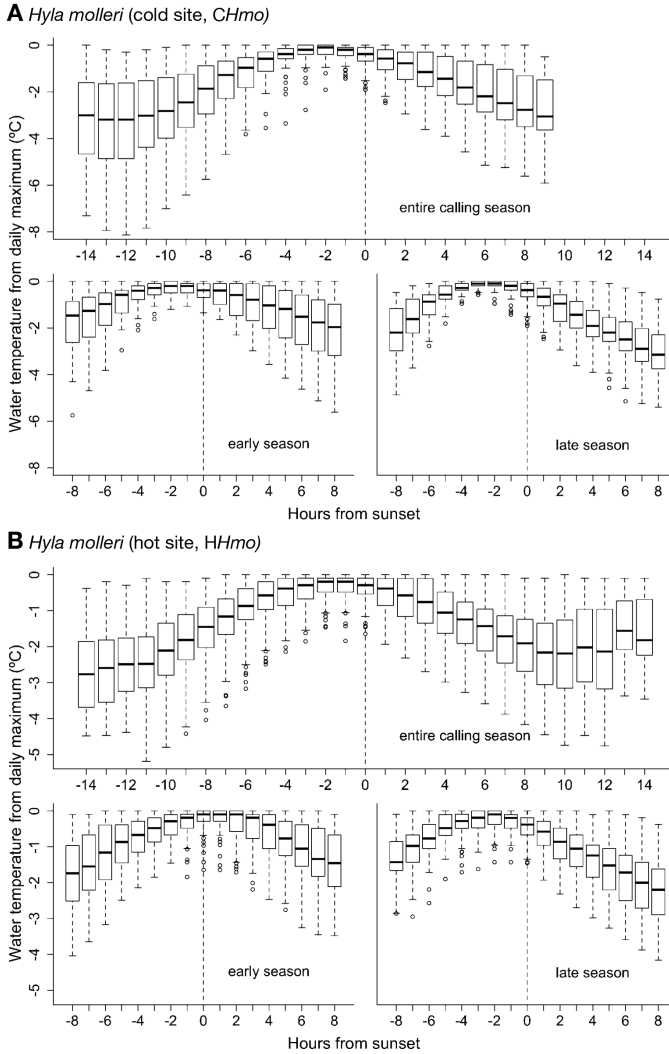 A Hyla molleri (cold site, CHmo)
Water temperature from daily maximum (ºC)
0
-2
-4
-6
-8
entire calling season
-14 -12 -10 -8 -6 -4 -2 0 2 4 6 8 10 12 14
0
-2
-4
-6
-8
early season
late season
-8 -6 -4 -2 0 2 4 6 8
-8 -6 -4 -2 0 2 4 6 8
Hours from sunset
B Hyla molleri (hot site, HHmo)
Water temperature from daily maximum (ºC)
0
-1
-2
-3
-4
-5
entire calling season
-14 -12 -10 -8 -6 -4 -2 0 2 4 6 8 10 12 14
0
-1
-2
-3
-4
-5
early season
late season
-8 -6 -4 -2 0 2 4 6 8
-8 -6 -4 -2 0 2 4 6 8
Hours from sunset